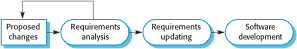 Proposed
changes
Requirements
analysis
Requirements
updating
Software
development